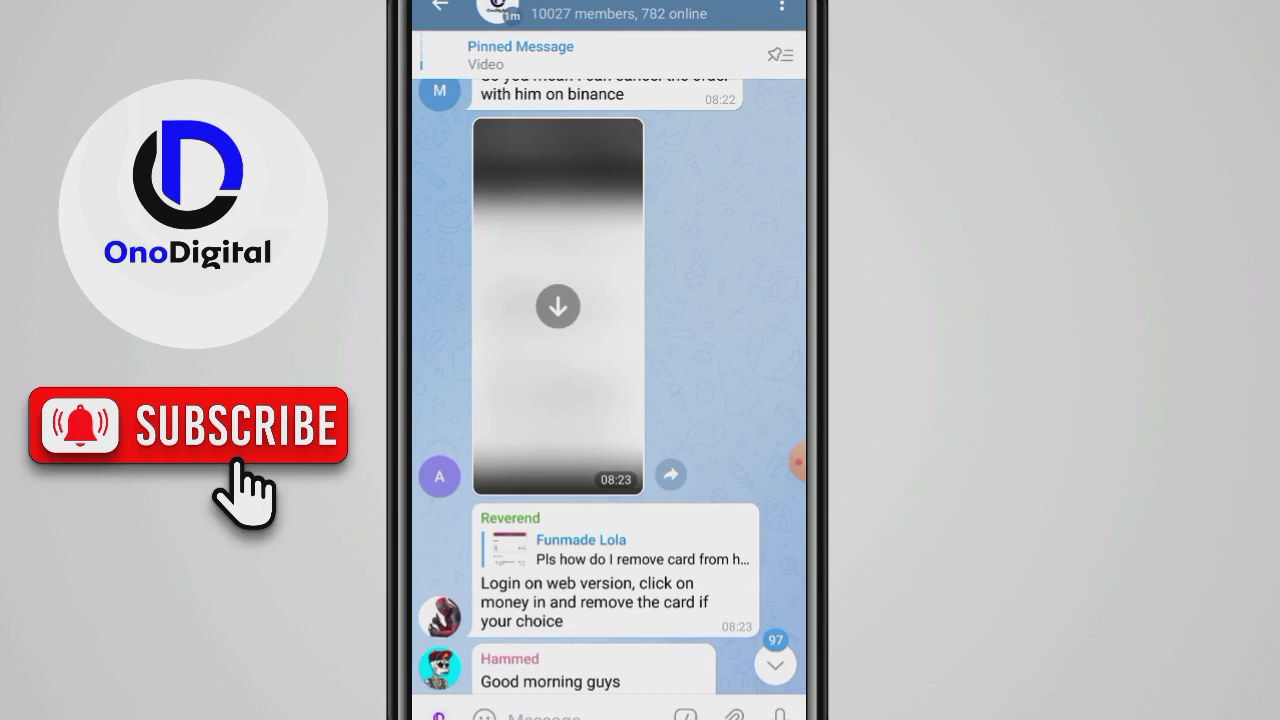 OnoDigital
SUBSCRIBE
1m
10027 members, 782 online
Pinned Message
Video
M
with him on binance
08:22
08:23
A
Reverend
Funmade Lola
Pls how do I remove card from h...
Login on web version, click on
money in and remove the card if
your choice
08:23
97
Hammed
Good morning guys
Message